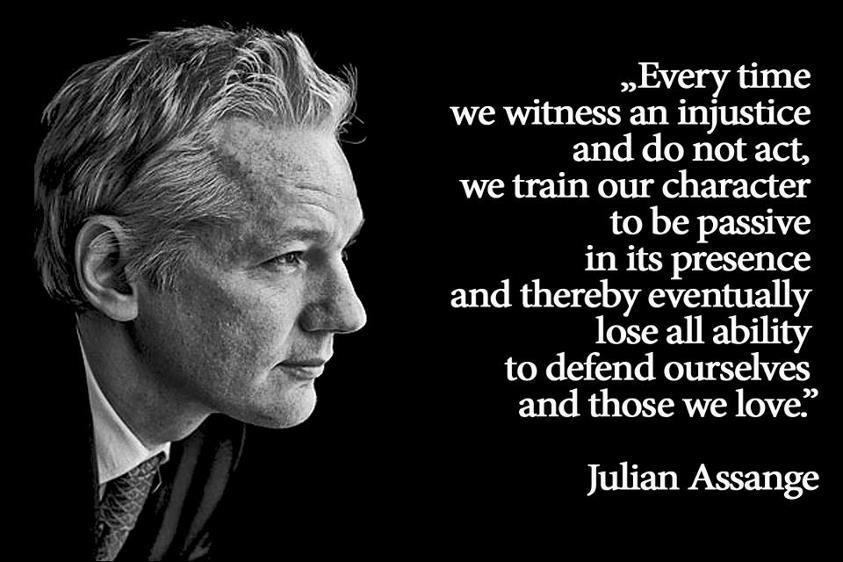 „Every time
we witness an injustice
and do not act,
we train our character
to be passive
in its presence
and thereby eventually
lose all ability
to defend ourselves
and those we love.”
Julian Assange